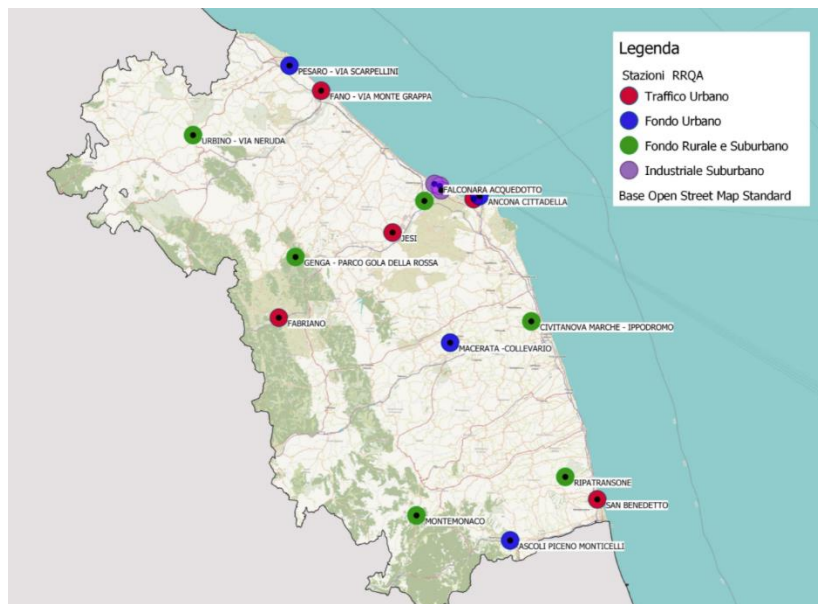 Legenda
Stazioni RRQA
Traffico Urbano
Fondo Urbano
Fondo Rurale e Suburbano
Industriale Suburbano
Base Open Street Map Standard
PESARO - VIA SCARPELLINI
FANO - VIA MONTE GRAPPA
URBINO - VIA NERUDA
FALCONARA ACQUEDOTTO
ANCONA CITTADELLA
JESI
GENGA - PARCO GOLA DELLA ROSSA
FABRIANO
CIVITANOVA MARCHE - IPPODROMO
MACERATA -COLLEVARIO
RIPATRANSONE
SAN BENEDETTO
MONTEMONACO
ASCOLI PICENO MONTICELLI